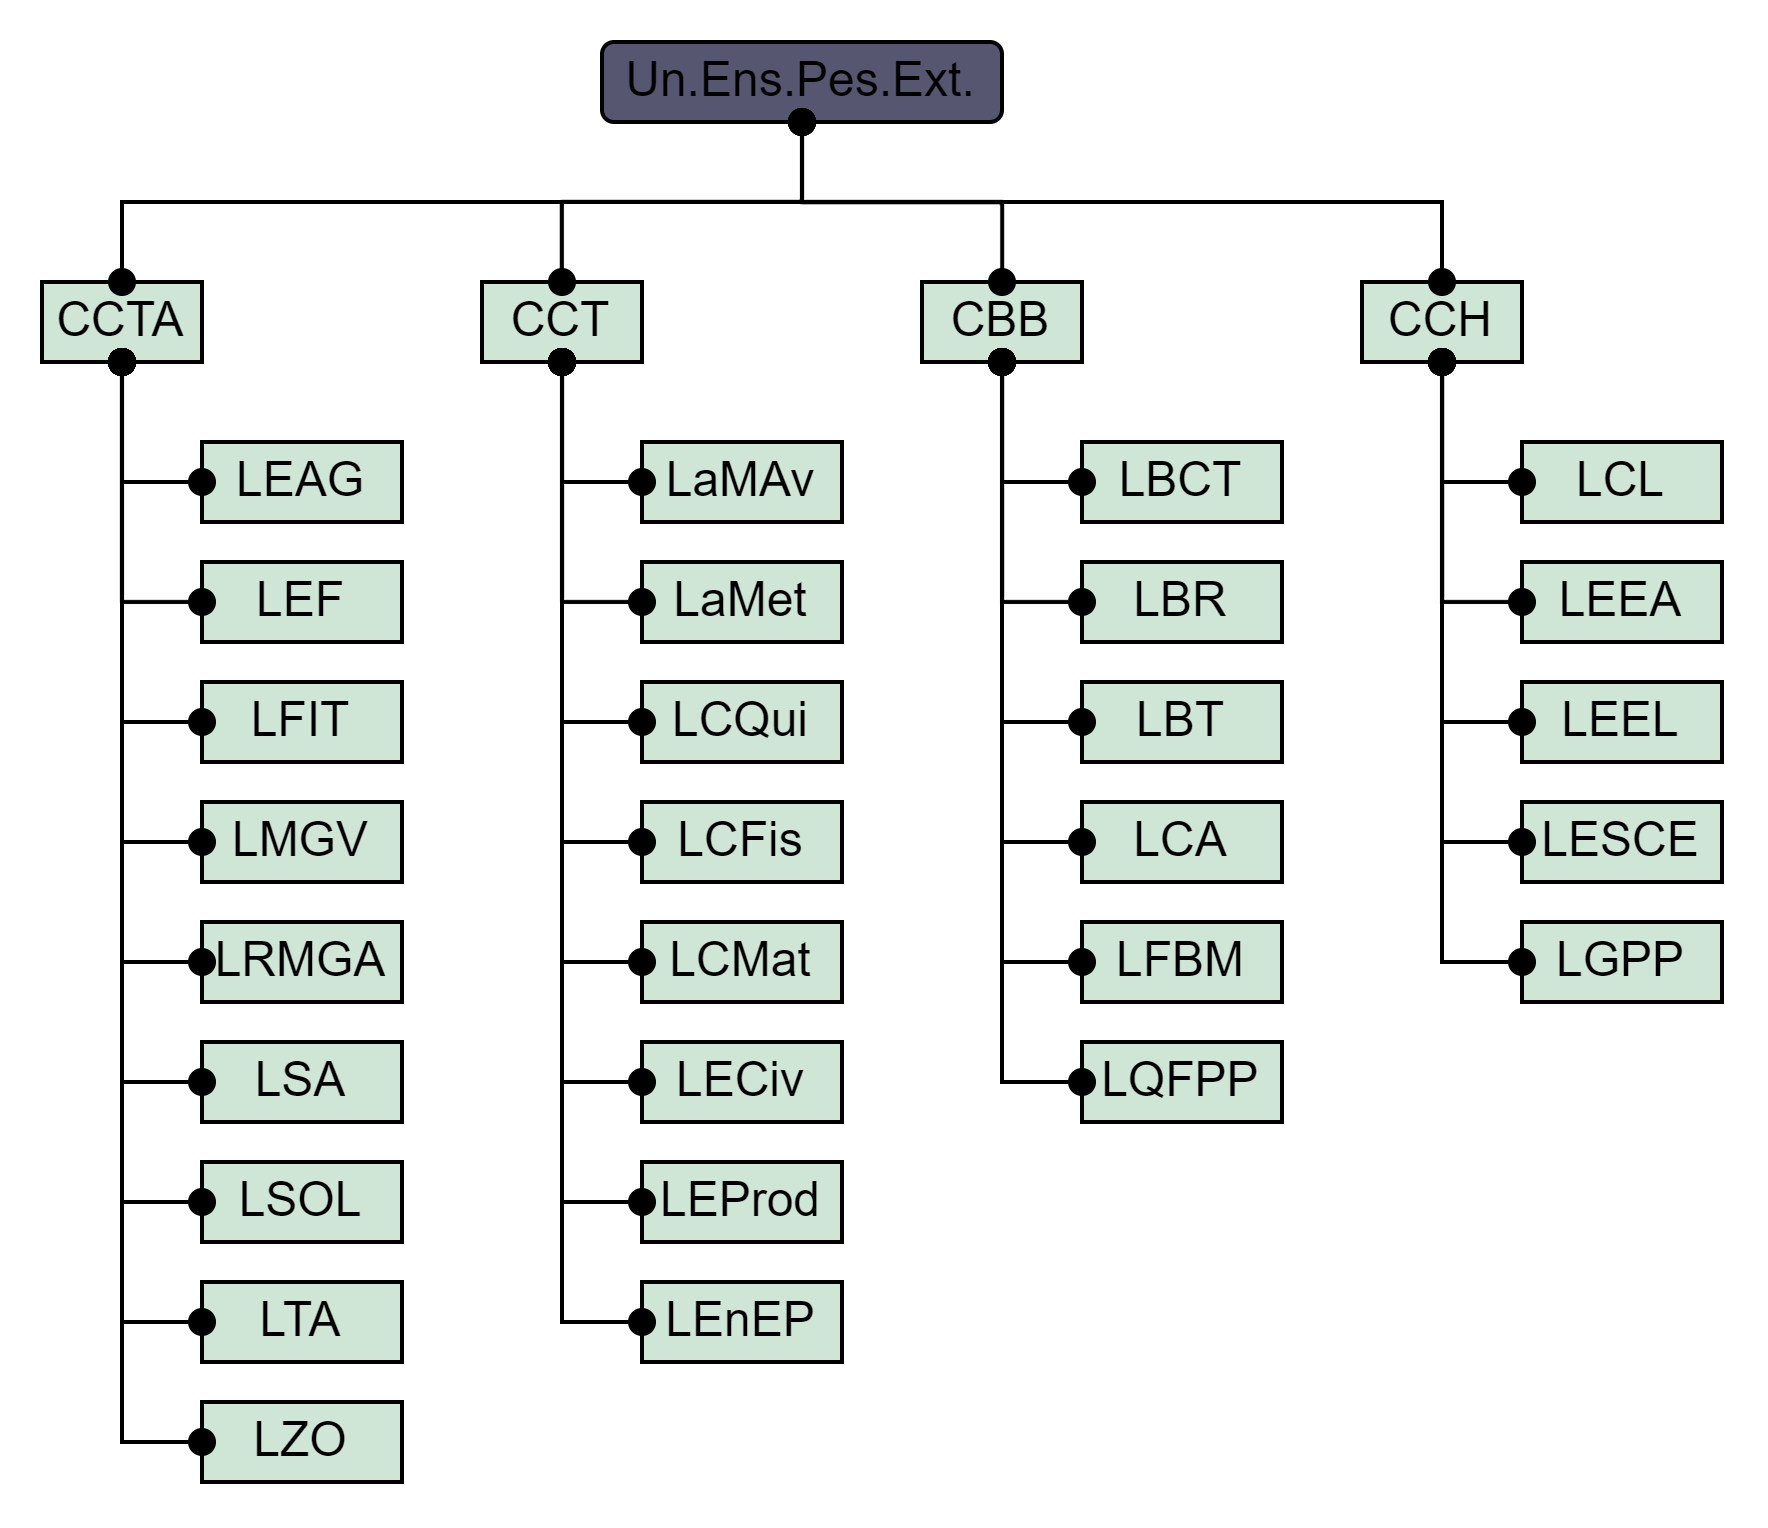 Un.Ens.Pes.Ext.
CCTA
LEAG
LEF
LFIT
LMGV
LRMGA
LSA
LSOL
LTA
LZO
CCT
LaMAv
LaMet
LCQui
LCFis
LCMat
LECiv
LEProd
LEnEP
CBB
LBCT
LBR
LBT
LCA
LFBM
LQFPP
CCH
LCL
LEEA
LEEL
LESCE
LGPP